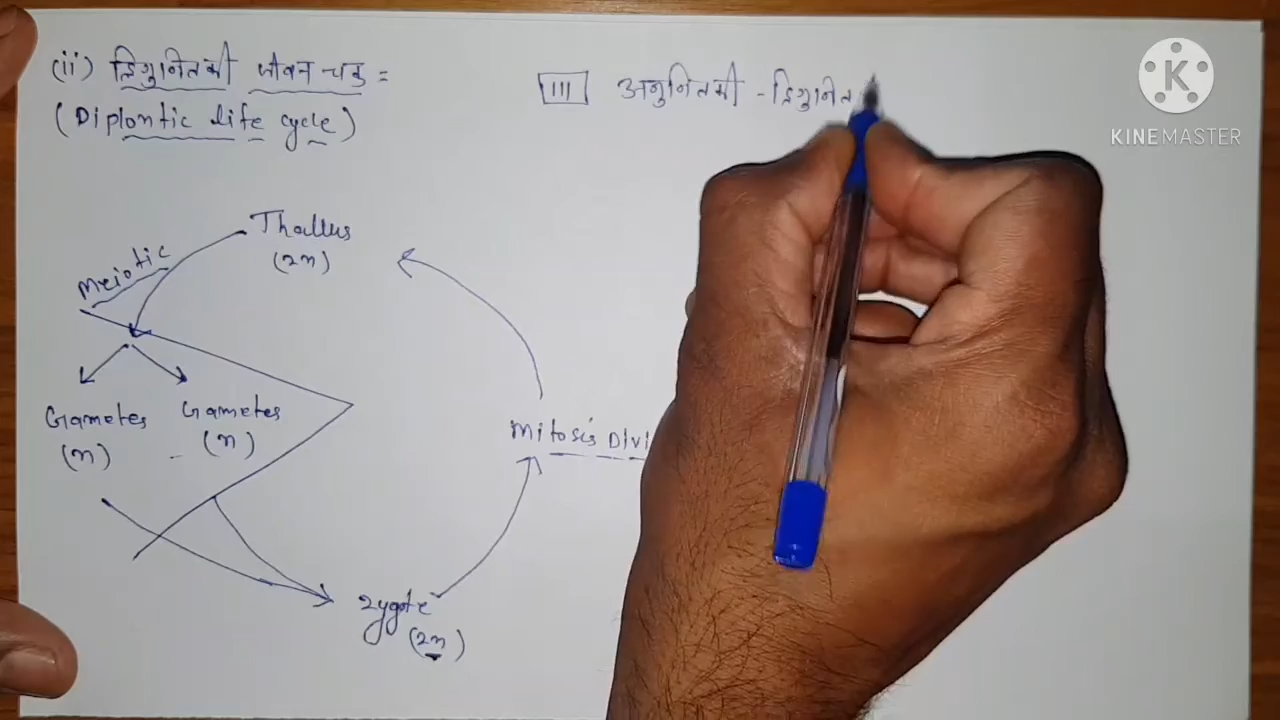 (ii) द्विगुनितकी जीवन-चक्र =
(Diplontic life cycle)
III अगुनितकी - द्विगुनित
Thallus
(2n)
Meiotic
Gametes Gametes
(n) (n)
Mitosis Divi
Zygote
(2n)
K
KINEMASTER